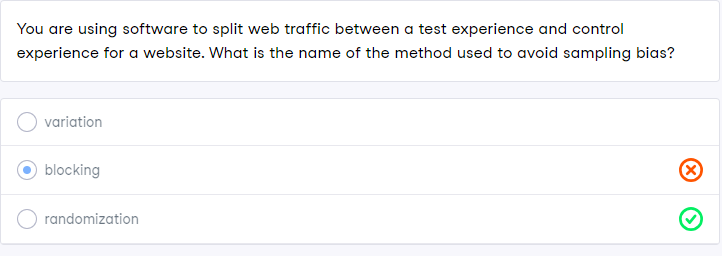 You are using software to split web traffic between a test experience and control
experience for a website. What is the name of the method used to avoid sampling bias?
variation
blocking
randomization